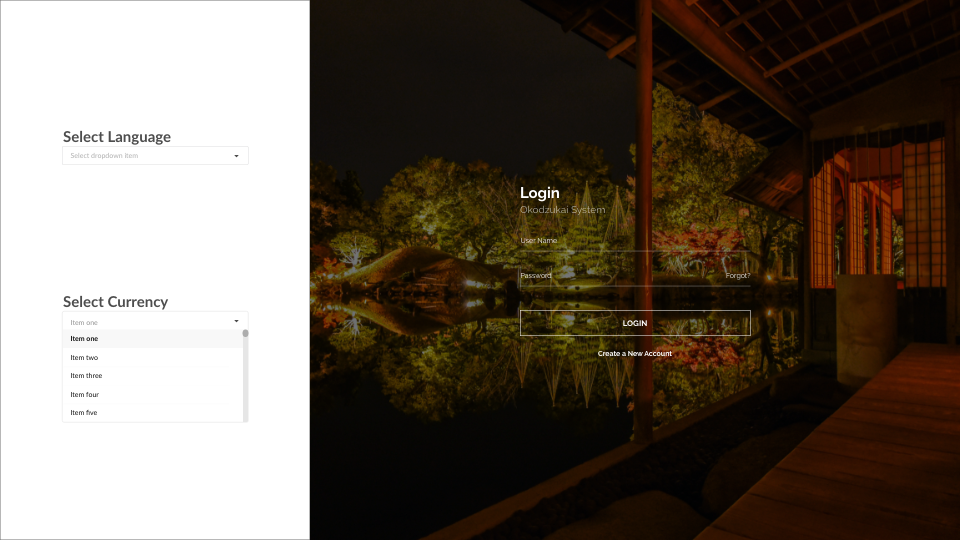 Select Language
Select dropdown item
Select Currency
Item one
Item one
Item two
Item three
Item four
Item five
Login
Okodzukai System
User Name
Password
Forgot?
LOGIN
Create a New Account